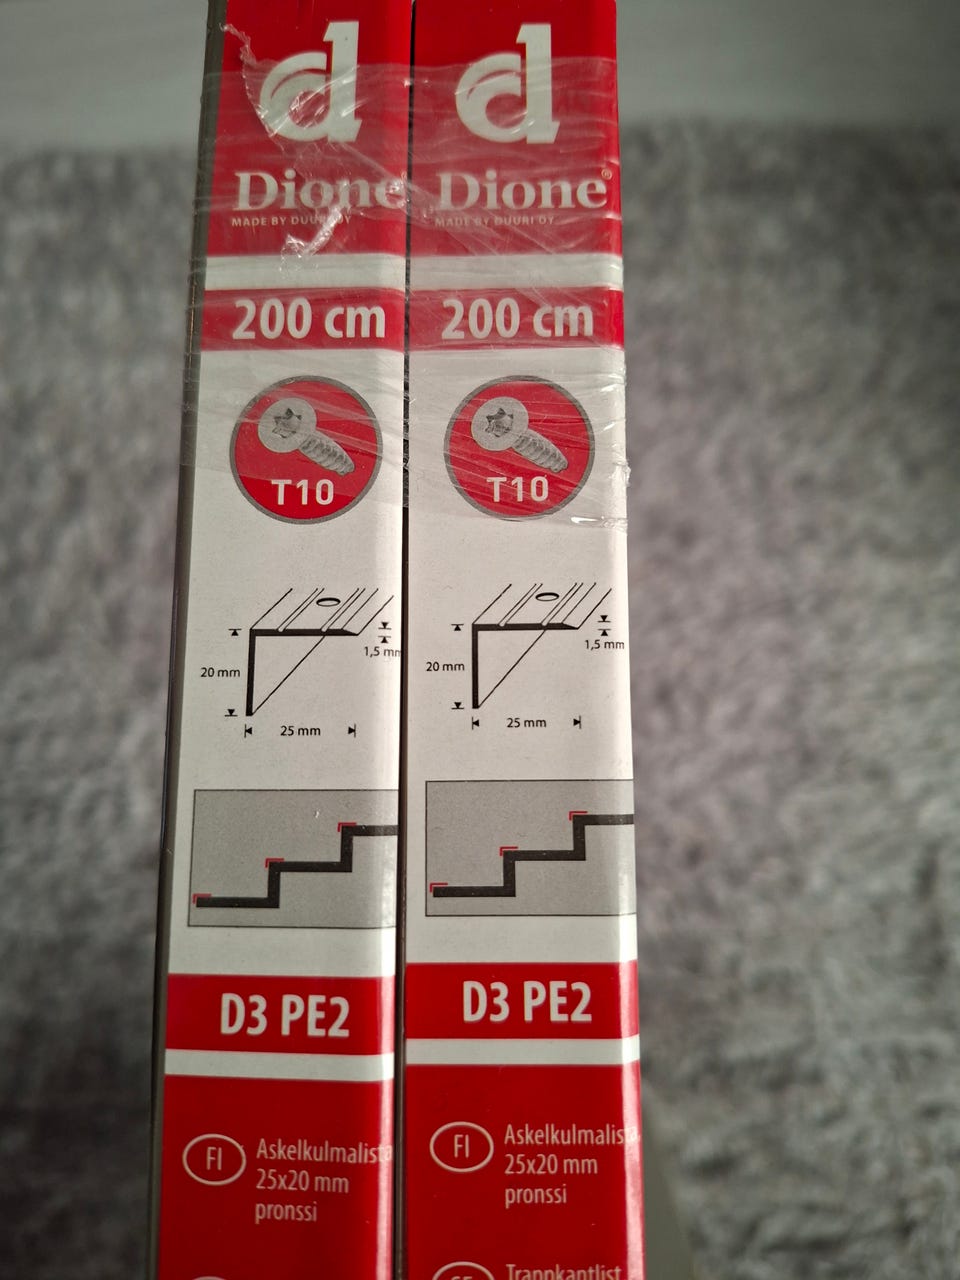 Dione
MADE BY DUURI OY
200 cm
T10
20 mm
1,5 mm
25 mm
D3 PE2
FI
Askelkulmalista
25x20 mm
pronssi
Dione®
MADE BY DUURI OY
200 cm
T10
20 mm
1,5 mm
25 mm
D3 PE2
FI
Askelkulmalista
25x20 mm
pronssi
Trappkantlist